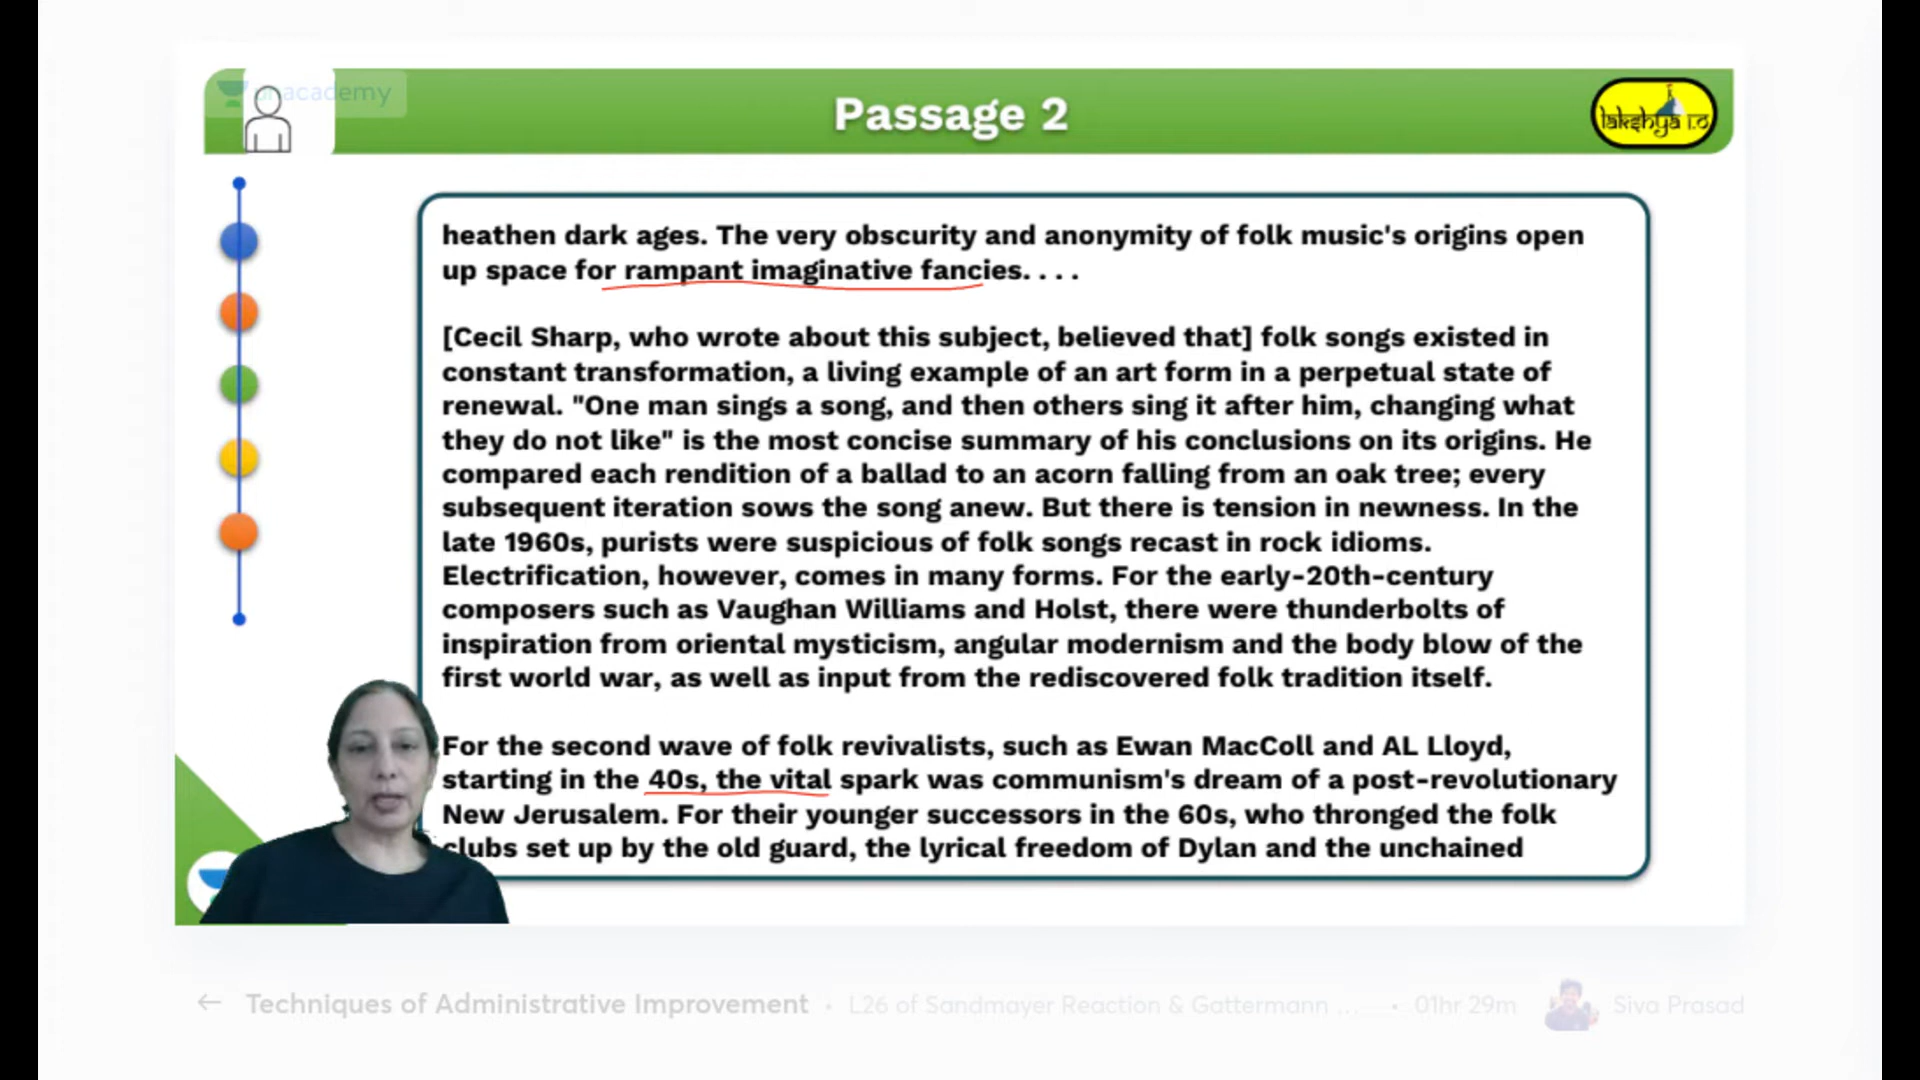 unacademy
Passage 2
lakshya 1.0
heathen dark ages. The very obscurity and anonymity of folk music's origins open
up space for rampant imaginative fancies. . . .
[Cecil Sharp, who wrote about this subject, believed that] folk songs existed in
constant transformation, a living example of an art form in a perpetual state of
renewal. "One man sings a song, and then others sing it after him, changing what
they do not like" is the most concise summary of his conclusions on its origins. He
compared each rendition of a ballad to an acorn falling from an oak tree; every
subsequent iteration sows the song anew. But there is tension in newness. In the
late 1960s, purists were suspicious of folk songs recast in rock idioms.
Electrification, however, comes in many forms. For the early-20th-century
composers such as Vaughan Williams and Holst, there were thunderbolts of
inspiration from oriental mysticism, angular modernism and the body blow of the
first world war, as well as input from the rediscovered folk tradition itself.
For the second wave of folk revivalists, such as Ewan MacColl and AL Lloyd,
starting in the 40s, the vital spark was communism's dream of a post-revolutionary
New Jerusalem. For their younger successors in the 60s, who thronged the folk
clubs set up by the old guard, the lyrical freedom of Dylan and the unchained
← Techniques of Administrative Improvement • L26 of Sandmayer Reaction & Gattermann ... • 01hr 29m Siva Prasad